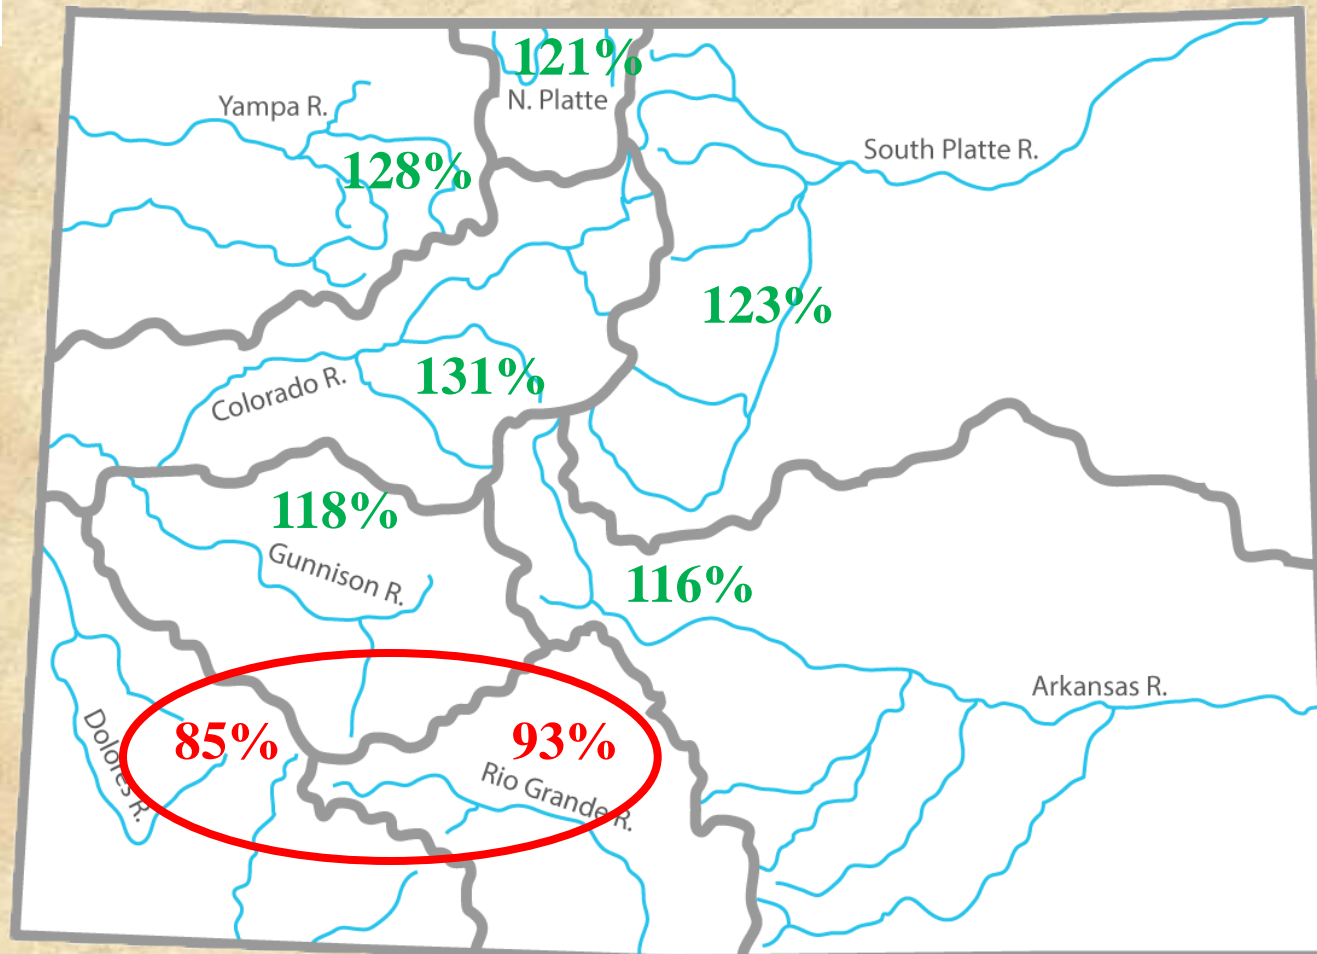 121%
N. Platte
Yampa R.
128%
South Platte R.
123%
131%
Colorado R.
118%
Gunnison R.
116%
Arkansas R.
85%
93%
Dolores R.
Rio Grande R.